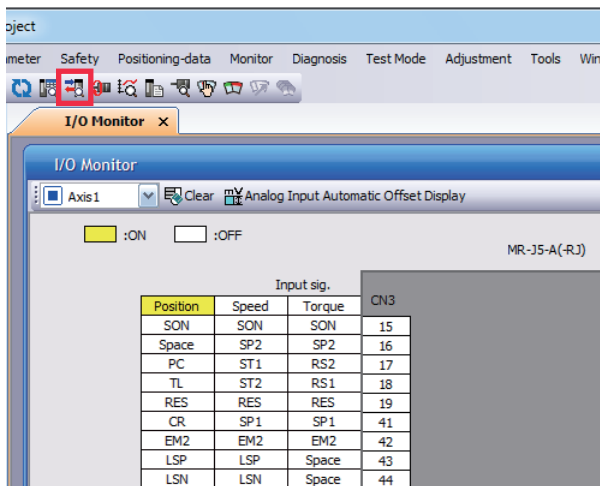 oject
meter Safety Positioning-data Monitor Diagnosis Test Mode Adjustment Tools Win
I/O Monitor x
I/O Monitor
Axis1 Clear Analog Input Automatic Offset Display
:ON :OFF
MR-J5-A(-RJ)
Input sig.
CN3
Position Speed Torque
SON SON SON 15
Space SP2 SP2 16
PC ST1 RS2 17
TL ST2 RS1 18
RES RES RES 19
CR SP1 SP1 41
EM2 EM2 EM2 42
LSP LSP Space 43
LSN LSN Space 44